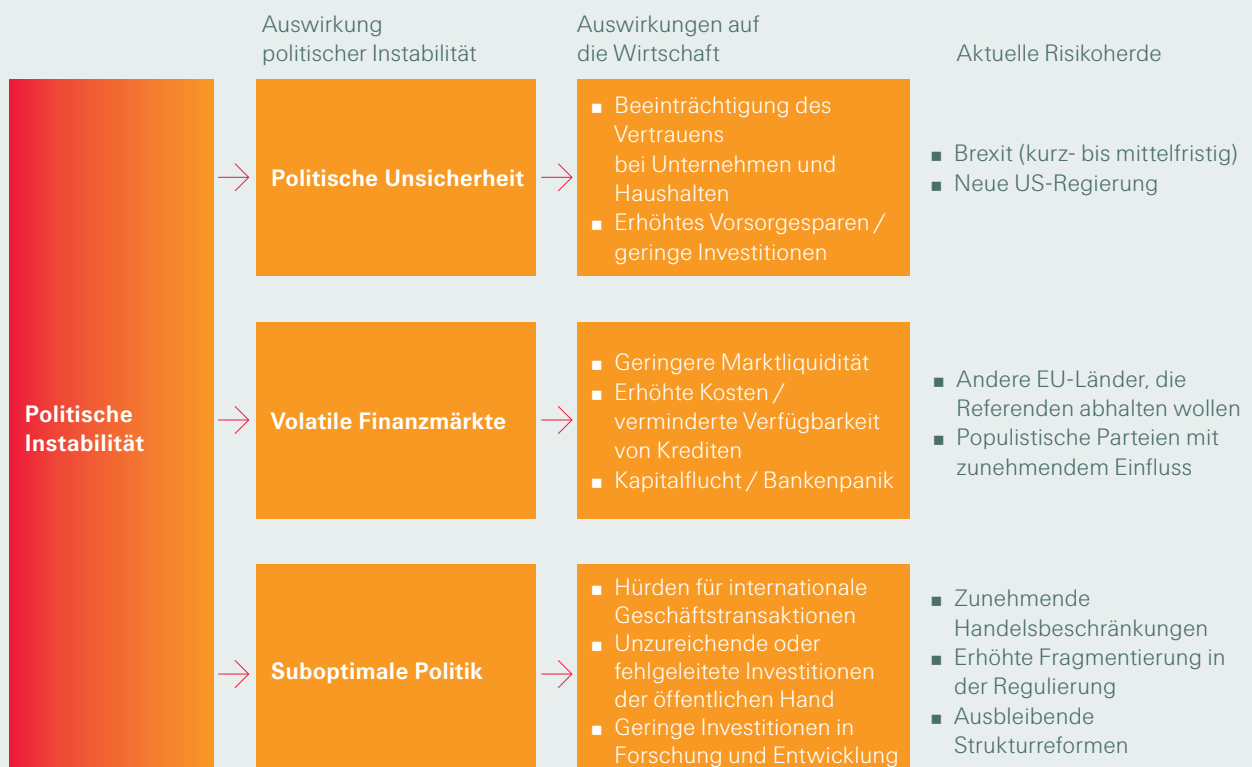 Auswirkung
politischer Instabilität
Auswirkungen auf
die Wirtschaft
Aktuelle Risikoherde
Politische
Instabilität
Politische Unsicherheit
■ Beeinträchtigung des
Vertrauens
bei Unternehmen und
Haushalten
■ Erhöhtes Vorsorgesparen /
geringe Investitionen
■ Brexit (kurz- bis mittelfristig)
■ Neue US-Regierung
Volatile Finanzmärkte
■ Geringere Marktliquidität
■ Erhöhte Kosten /
verminderte Verfügbarkeit
von Krediten
■ Kapitalflucht / Bankenpanik
■ Andere EU-Länder, die
Referenden abhalten wollen
■ Populistische Parteien mit
zunehmendem Einfluss
Suboptimale Politik
■ Hürden für internationale
Geschäftstransaktionen
■ Unzureichende oder
fehlgeleitete Investitionen
der öffentlichen Hand
■ Geringe Investitionen in
Forschung und Entwicklung
■ Zunehmende
Handelsbeschränkungen
■ Erhöhte Fragmentierung in
der Regulierung
■ Ausbleibende
Strukturreformen